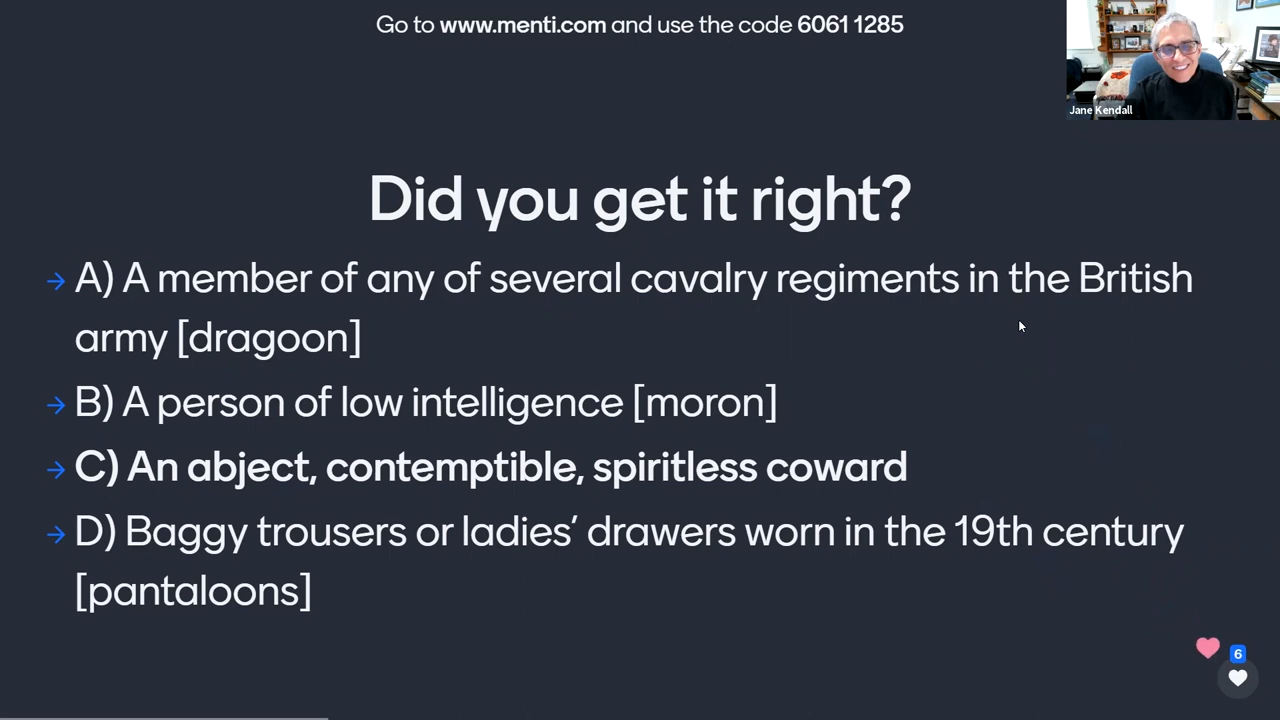 Go to www.menti.com and use the code 6061 1285
Jane Kendall
Did you get it right?
→ A) A member of any of several cavalry regiments in the British
army [dragoon]
→ B) A person of low intelligence [moron]
→ C) An abject, contemptible, spiritless coward
→ D) Baggy trousers or ladies’ drawers worn in the 19th century
[pantaloons]
6